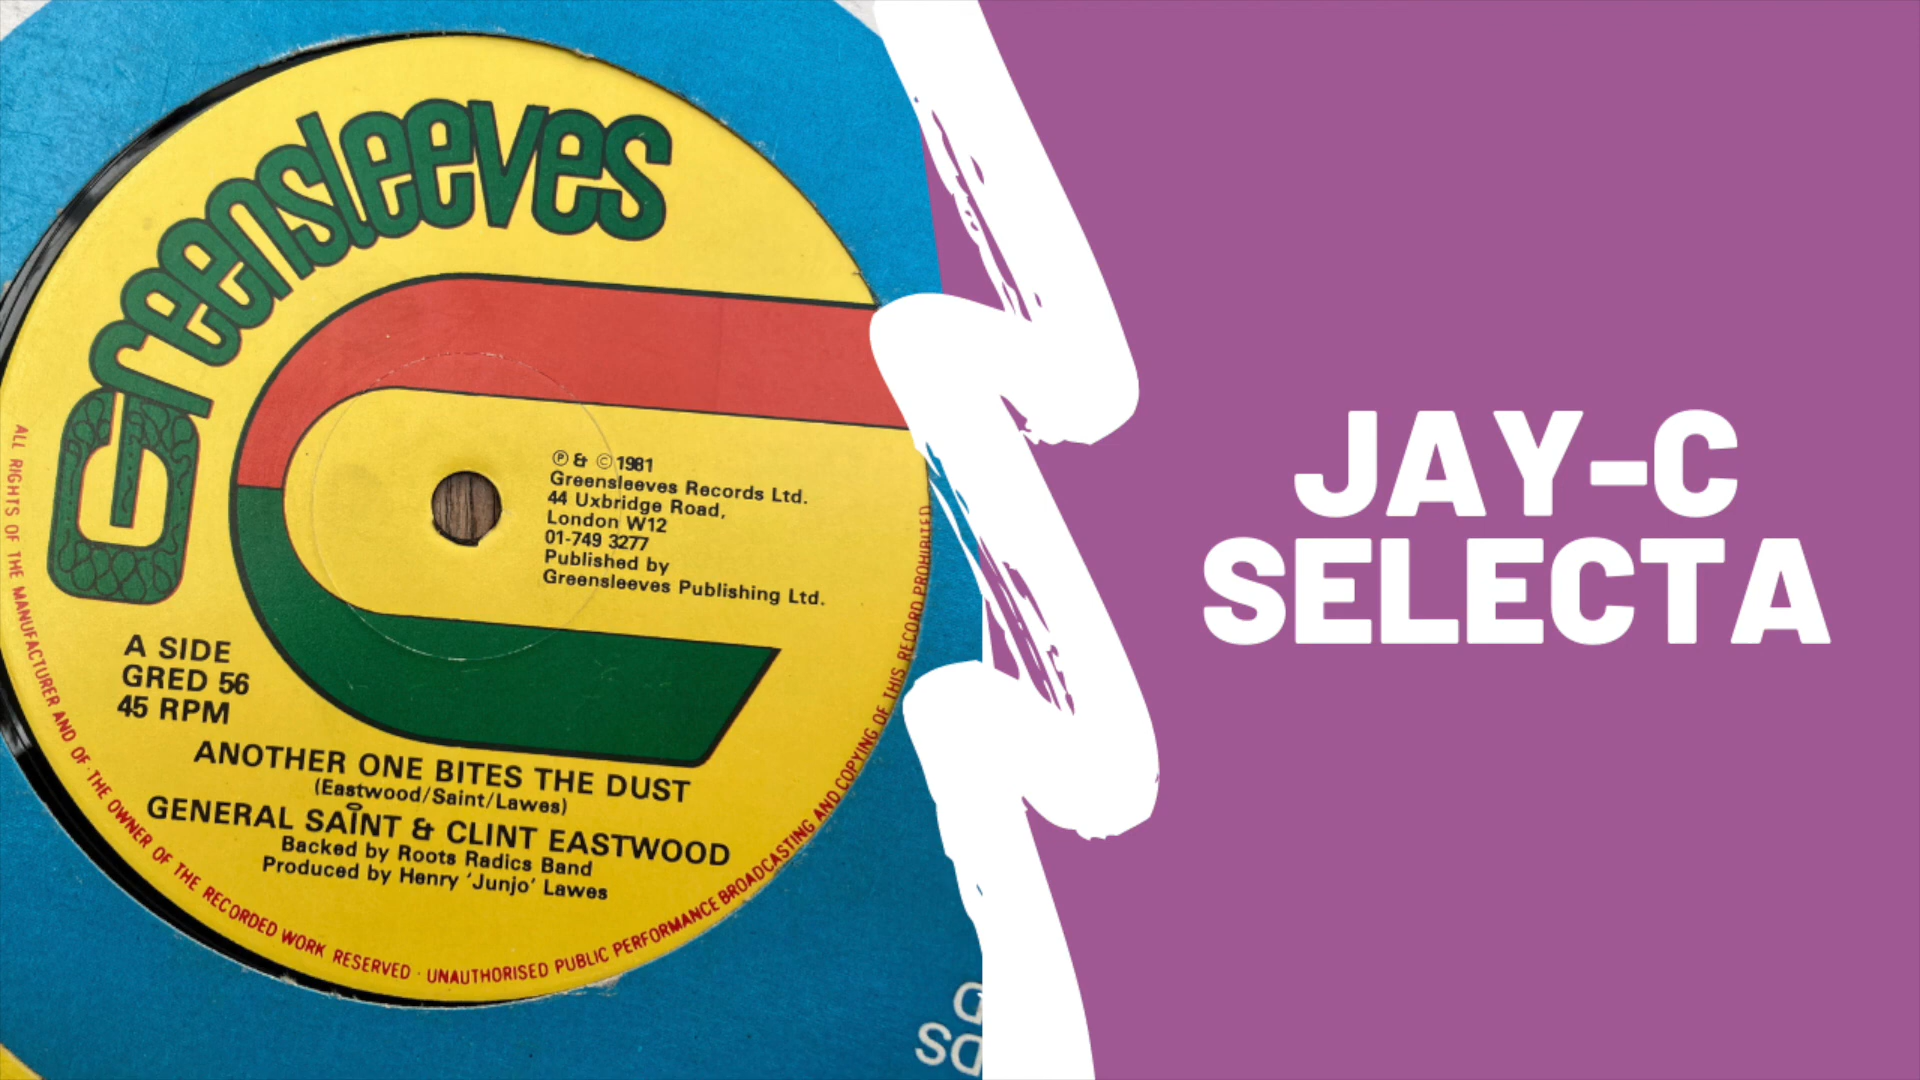 Greensleeves
℗ & © 1981
Greensleeves Records Ltd.
44 Uxbridge Road,
London W12
01-749 3277
Published by
Greensleeves Publishing Ltd.
A SIDE
GRED 56
45 RPM
ANOTHER ONE BITES THE DUST
(Eastwood/Saint/Lawes)
GENERAL SAINT & CLINT EASTWOOD
Backed by Roots Radics Band
Produced by Henry 'Junjo' Lawes
ALL RIGHTS OF THE MANUFACTURER AND OF THE OWNER OF THE RECORDED WORK RESERVED · UNAUTHORISED PUBLIC PERFORMANCE BROADCASTING AND COPYING OF THIS RECORD PROHIBITED
JAY-C
SELECTA